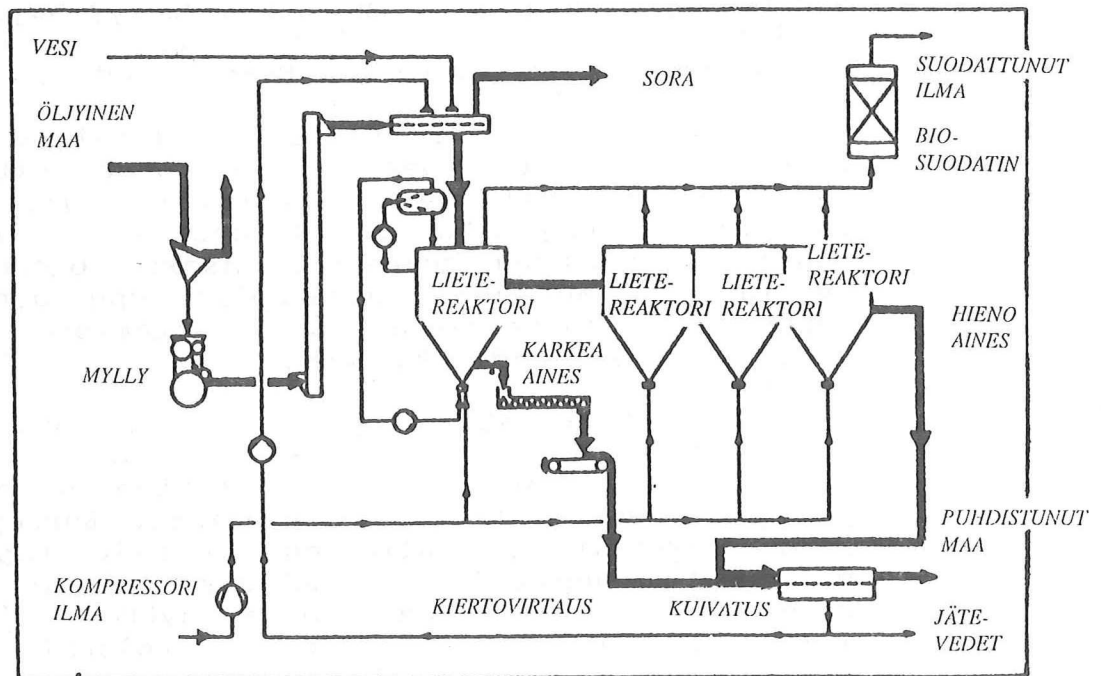 VESI
ÖLJYINEN
MAA
SORA
SUODATTUNUT
ILMA
BIO-
SUODATIN
LIETE-
REAKTORI
LIETE-
REAKTORI
LIETE-
REAKTORI
LIETE-
REAKTORI
HIENO
AINES
KARKEA
AINES
MYLLY
PUHDISTUNUT
MAA
KOMPRESSORI
ILMA
KIERTOVIRTAUS
KUIVATUS
JÄTE-
VEDET